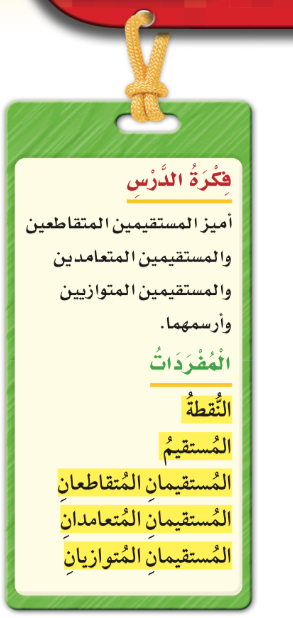 فِكْرَةُ الدَّرْسِ
أميز المستقيمين المتقاطعين
والمستقيمين المتعامدين
والمستقيمين المتوازيين
وأرسمهما.
الْمُفْرَدَاتُ
النُّقطةُ
المُستقيمُ
المُستقيمانِ المُتقاطعانِ
المُستقيمانِ المُتعامدانِ
المُستقيمانِ المُتوازيانِ